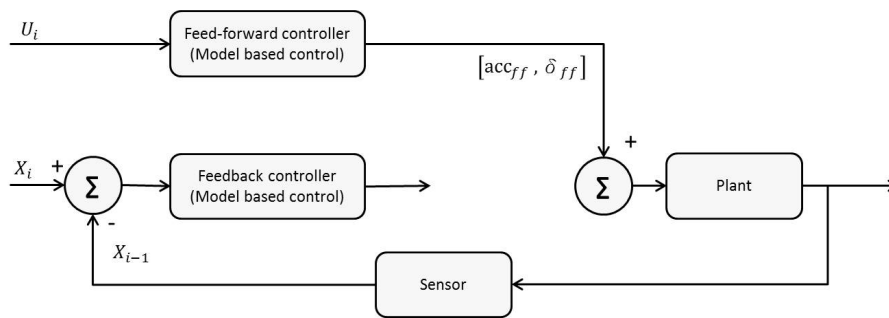 U_i
Feed-forward controller
(Model based control)
[acc_ff , δ_ff]
+
X_i
+
Σ
Feedback controller
(Model based control)
Σ
Plant
-
X_{i-1}
Sensor